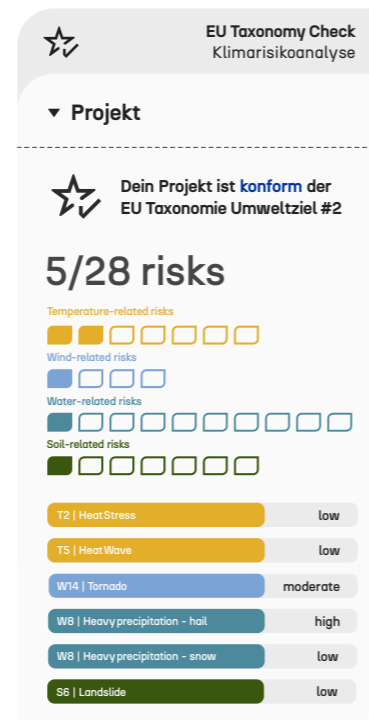 EU Taxonomy Check
Klimarisikoanalyse
Projekt
Dein Projekt ist konform der
EU Taxonomie Umweltziel #2
5/28 risks
Temperature-related risks
Wind-related risks
Water-related risks
Soil-related risks
T2 | Heat Stress low
T5 | Heat Wave low
W14 | Tornado moderate
W8 | Heavy precipitation - hail high
W8 | Heavy precipitation - snow low
S6 | Landslide low